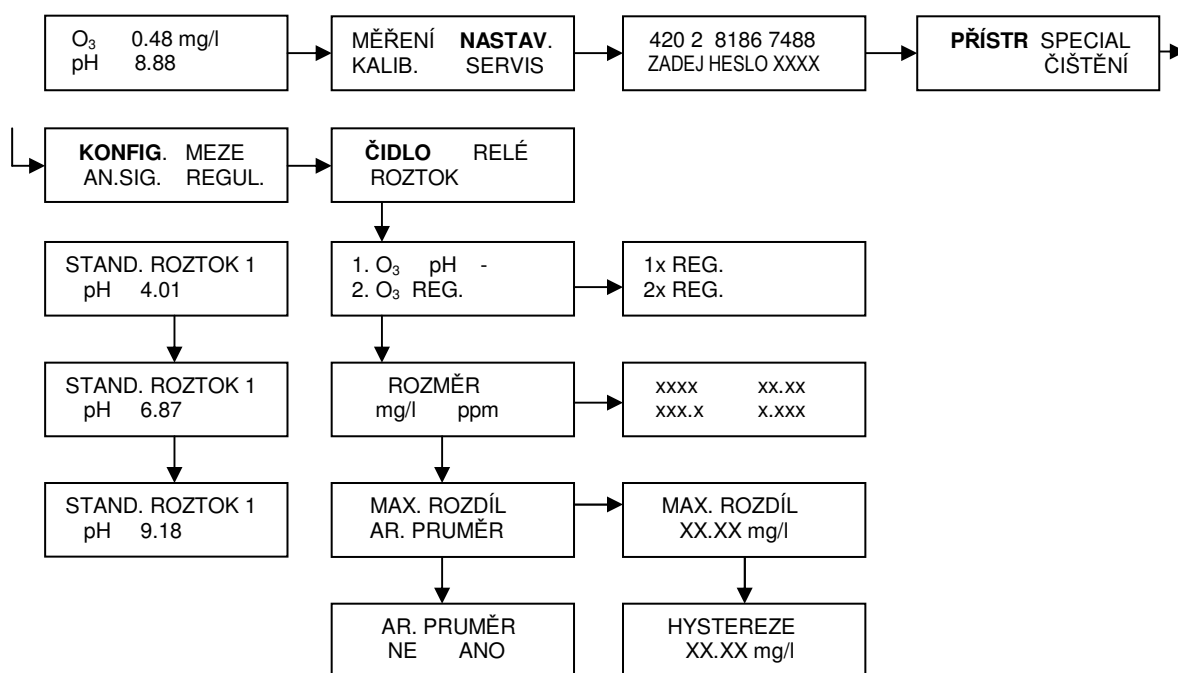 O₃ 0.48 mg/l
pH 8.88
MĚŘENÍ NASTAV.
KALIB. SERVIS
420 2 8186 7488
ZADEJ HESLO XXXX
PŘÍSTR SPECIAL
ČIŠTĚNÍ
KONFIG. MEZE
AN.SIG. REGUL.
ČIDLO RELÉ
ROZTOK
STAND. ROZTOK 1
pH 4.01
1. O₃ pH -
2. O₃ REG.
1x REG.
2x REG.
STAND. ROZTOK 1
pH 6.87
ROZMĚR
mg/l ppm
xxxx xx.xx
xxx.x x.xxx
STAND. ROZTOK 1
pH 9.18
MAX. ROZDÍL
AR. PRUMĚR
MAX. ROZDÍL
XX.XX mg/l
AR. PRUMĚR
NE ANO
HYSTEREZE
XX.XX mg/l